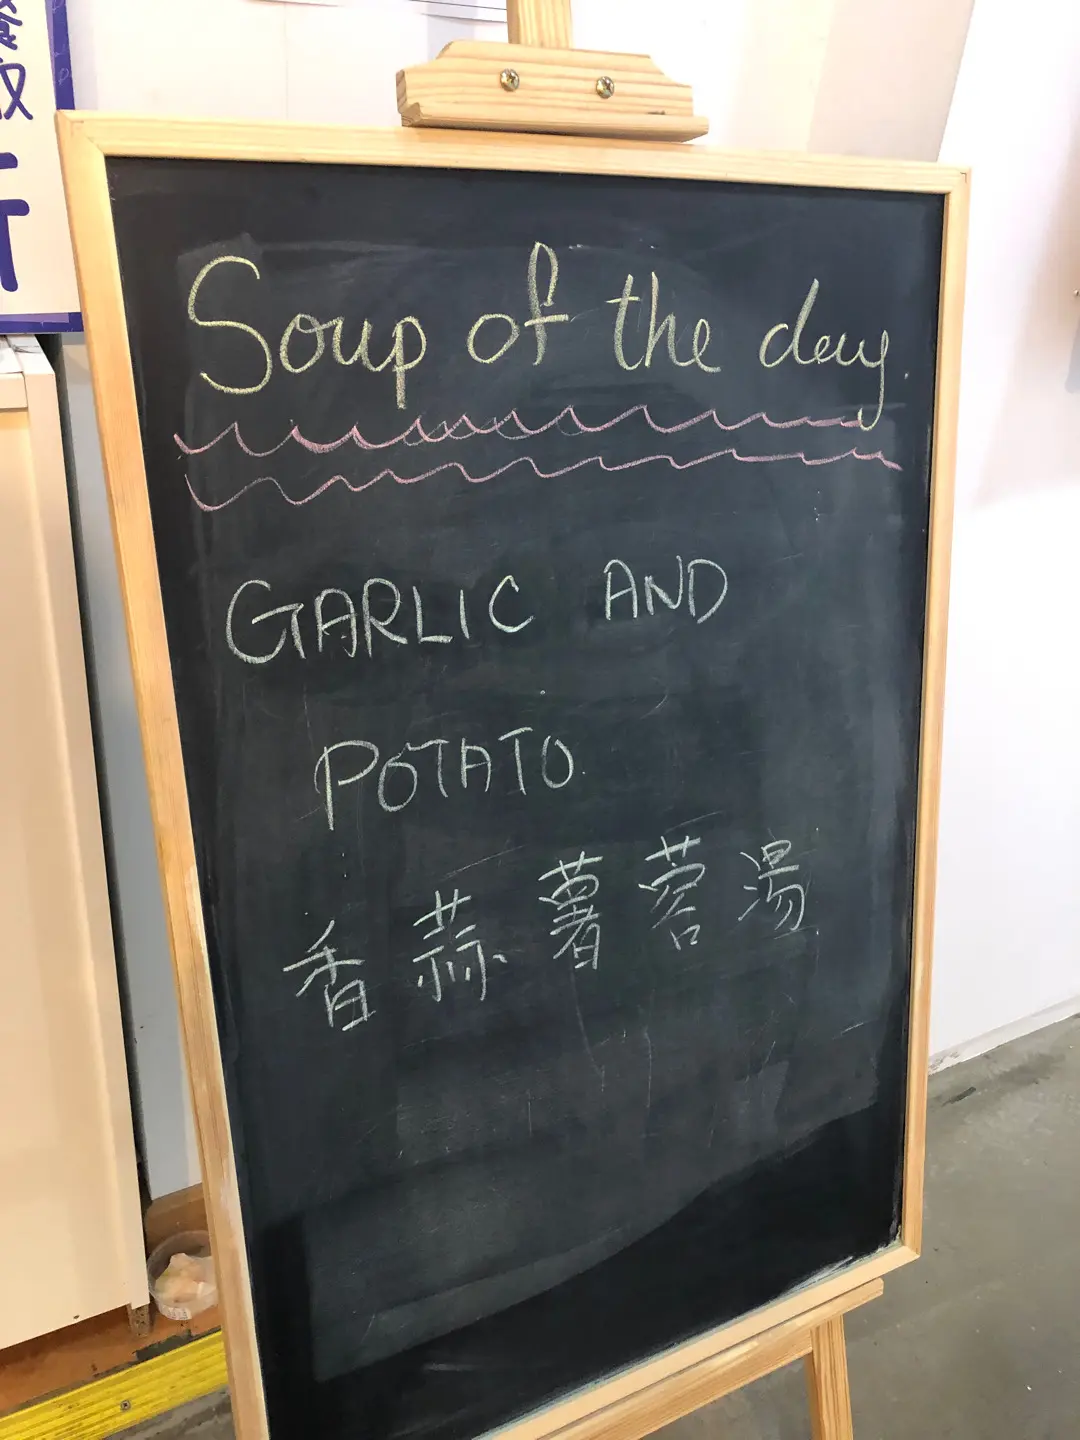 Soup of the day.
GARLIC AND
POTATO
香蒜薯蓉湯